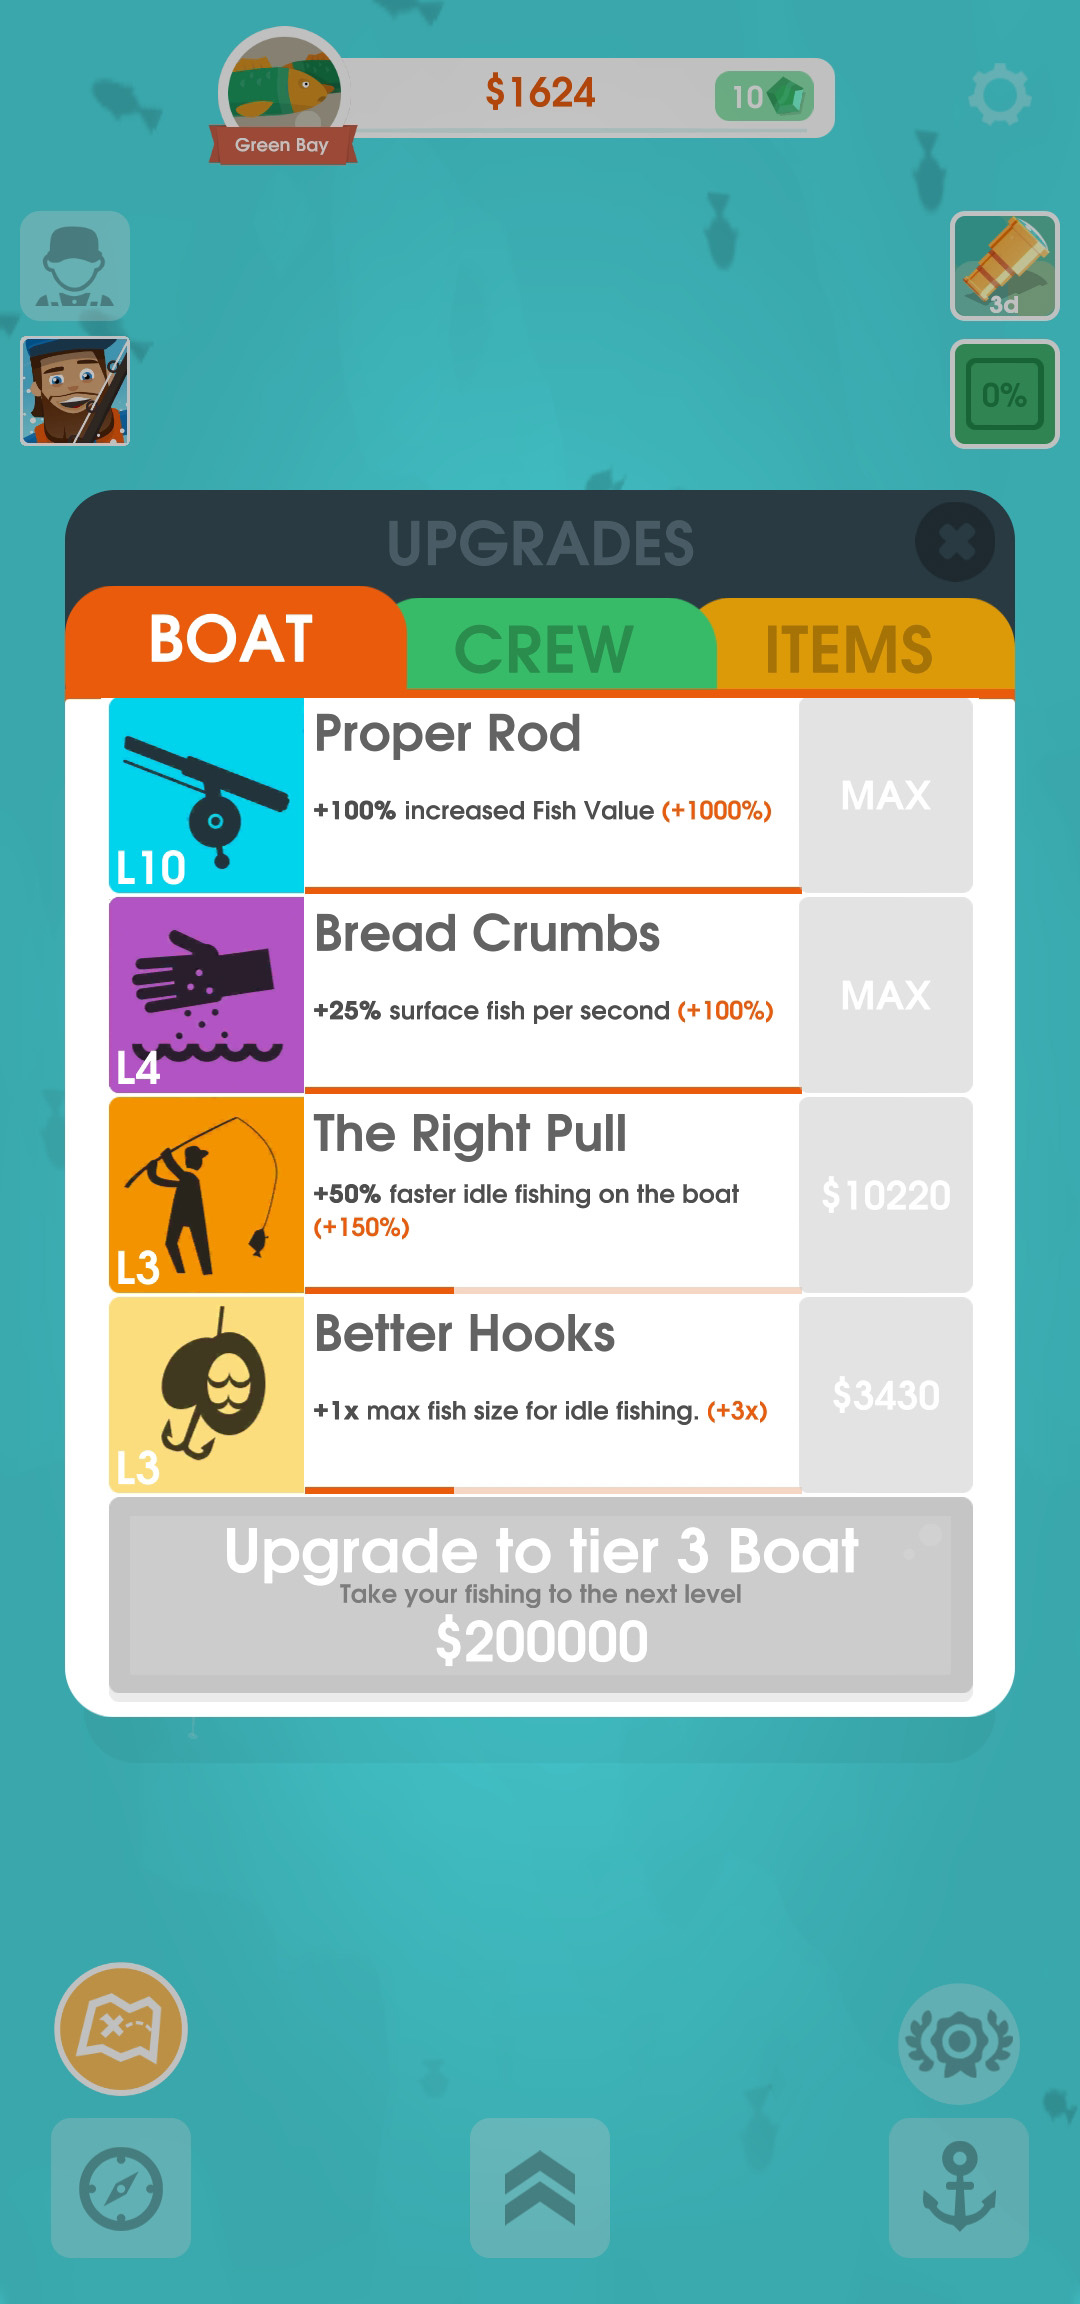 $1624
10
Green Bay
3d
0%
UPGRADES
BOAT
CREW
ITEMS
Proper Rod
+100% increased Fish Value (+1000%)
L10
MAX
Bread Crumbs
+25% surface fish per second (+100%)
L4
MAX
The Right Pull
+50% faster idle fishing on the boat
(+150%)
L3
$10220
Better Hooks
+1x max fish size for idle fishing. (+3x)
L3
$3430
Upgrade to tier 3 Boat
Take your fishing to the next level
$200000